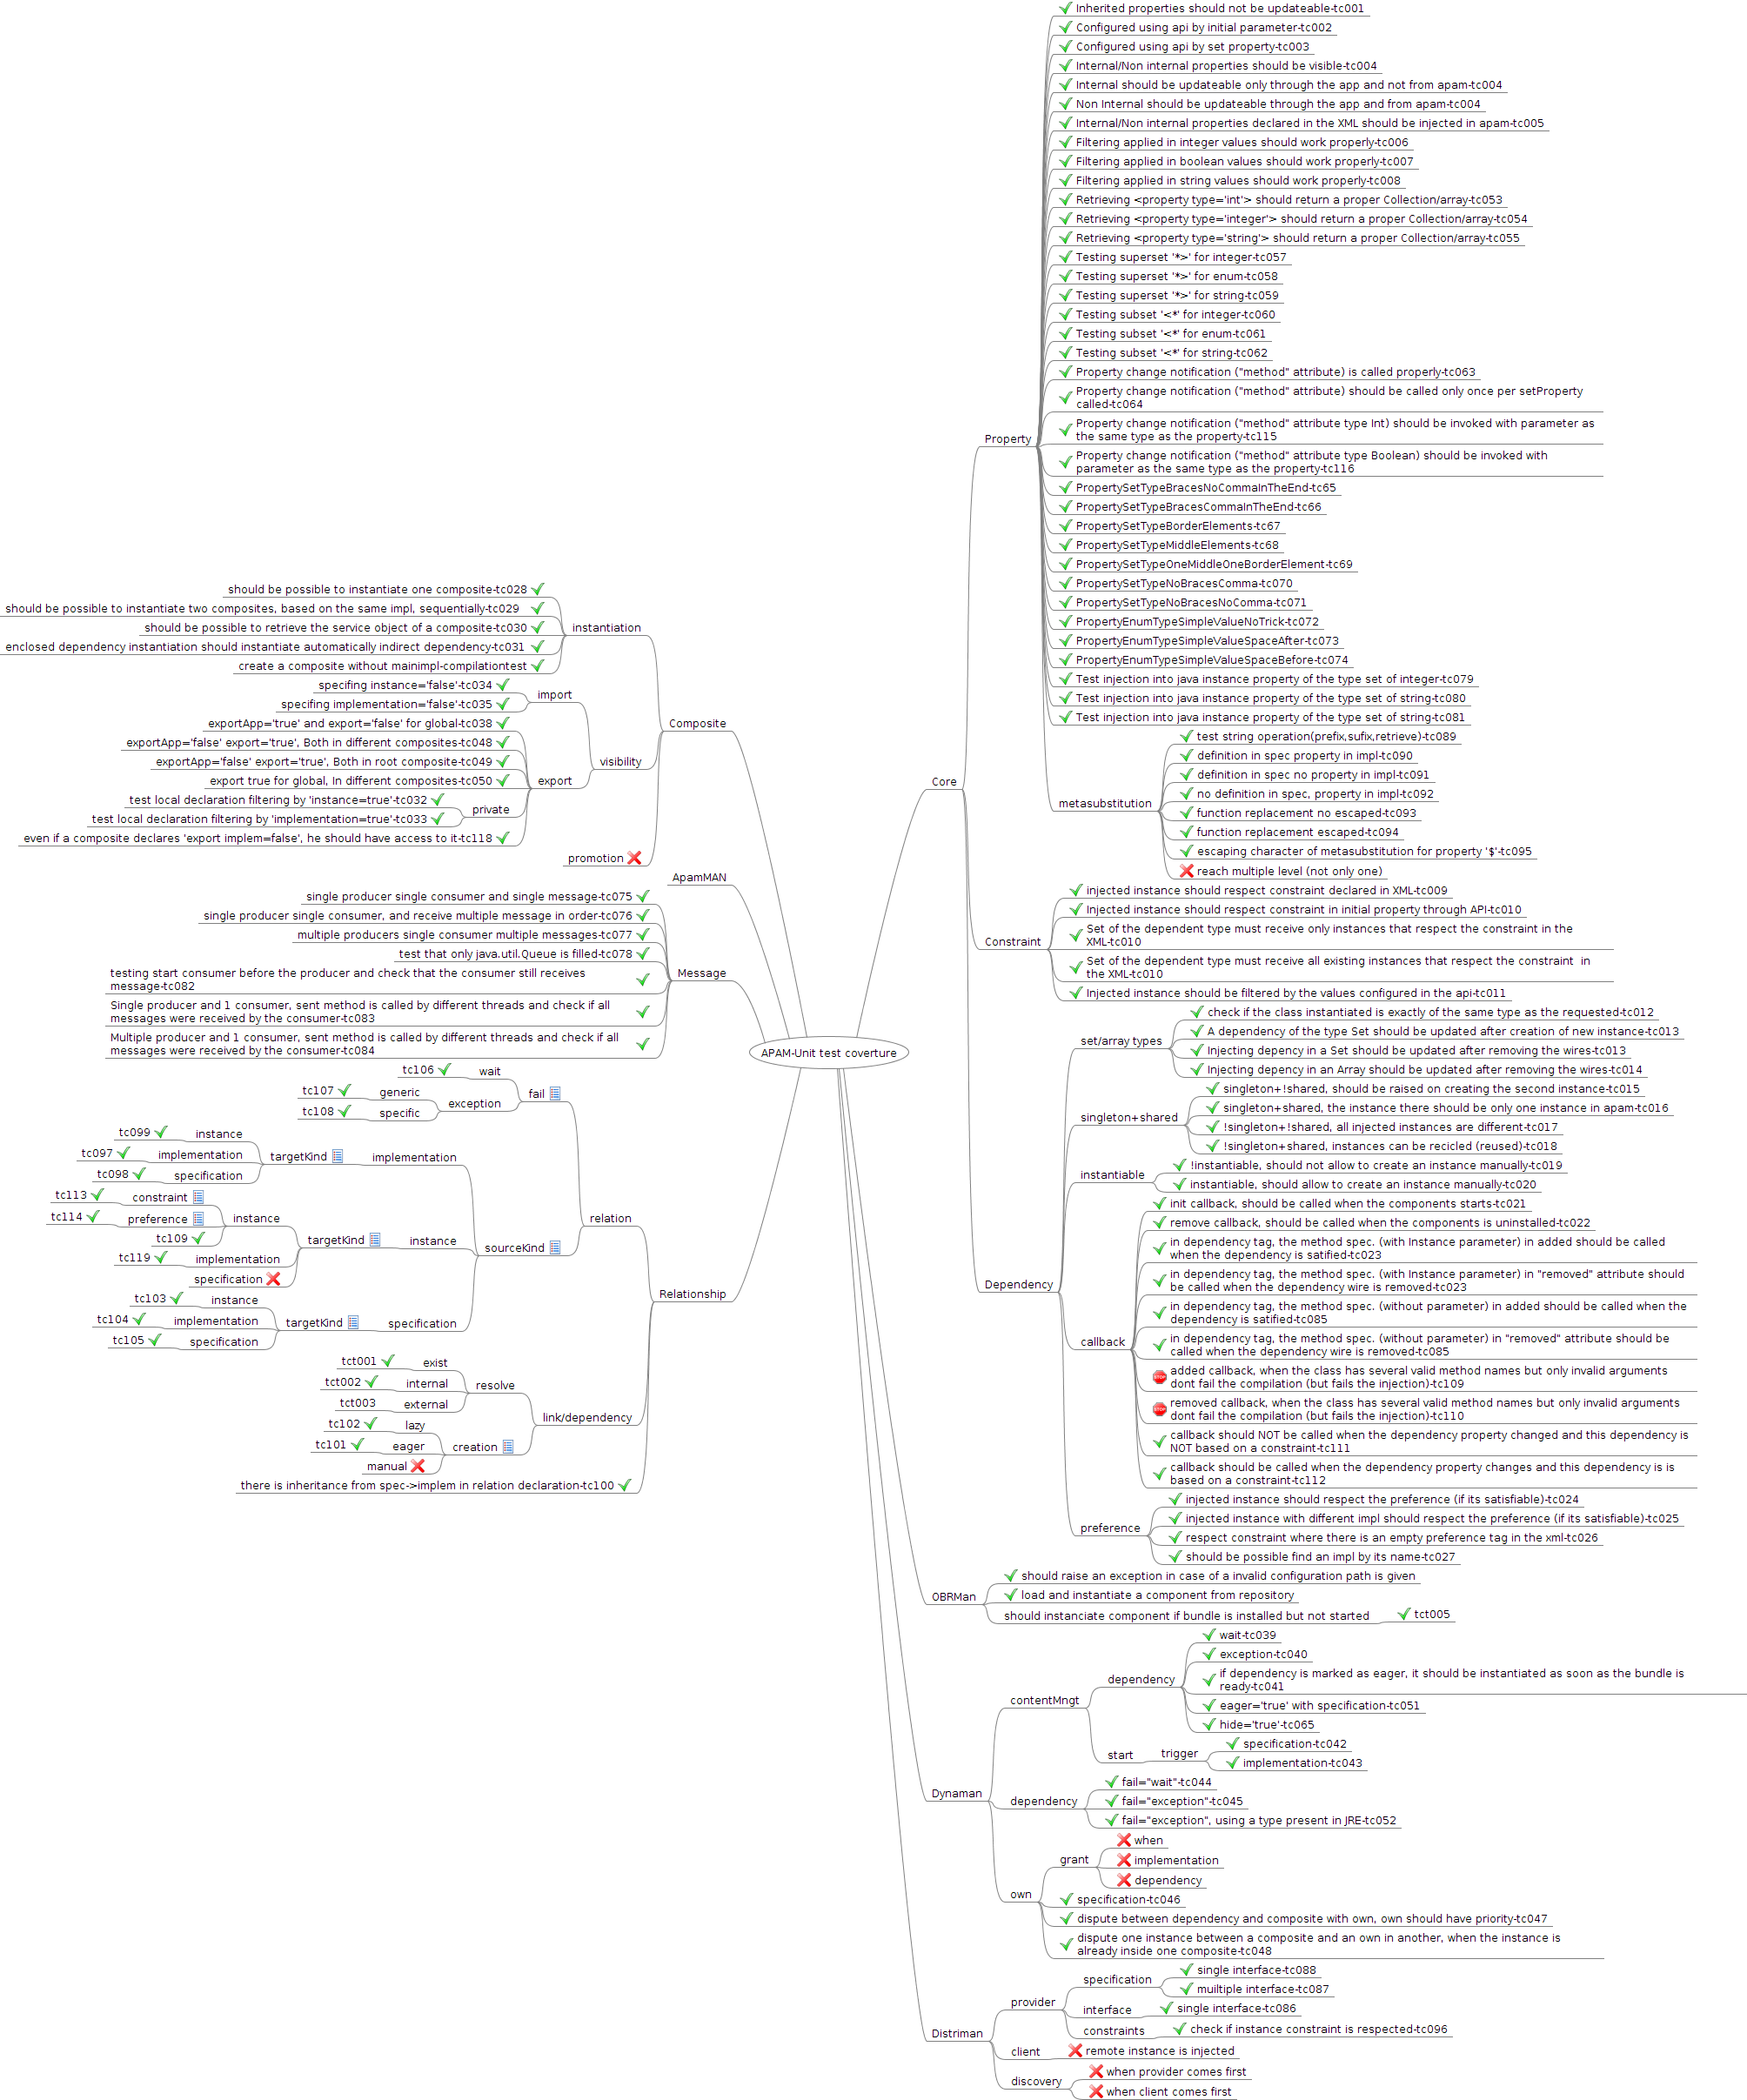 APAM-Unit test coverture
Core
Property
Inherited properties should not be updateable-tc001
Configured using api by initial parameter-tc002
Configured using api by set property-tc003
Internal/Non internal properties should be visible-tc004
Internal should be updateable only through the app and not from apam-tc004
Non Internal should be updateable through the app and from apam-tc004
Internal/Non internal properties declared in the XML should be injected in apam-tc005
Filtering applied in integer values should work properly-tc006
Filtering applied in boolean values should work properly-tc007
Filtering applied in string values should work properly-tc008
Retrieving <property type='int'> should return a proper Collection/array-tc053
Retrieving <property type='integer'> should return a proper Collection/array-tc054
Retrieving <property type='string'> should return a proper Collection/array-tc055
Testing superset '*>' for integer-tc057
Testing superset '*>' for enum-tc058
Testing superset '*>' for string-tc059
Testing subset '<*' for integer-tc060
Testing subset '<*' for enum-tc061
Testing subset '<*' for string-tc062
Property change notification ("method" attribute) is called properly-tc063
Property change notification ("method" attribute) should be called only once per setProperty
called-tc064
Property change notification ("method" attribute type Int) should be invoked with parameter as
the same type as the property-tc115
Property change notification ("method" attribute type Boolean) should be invoked with
parameter as the same type as the property-tc116
PropertySetTypeBracesNoCommaInTheEnd-tc65
PropertySetTypeBracesCommaInTheEnd-tc66
PropertySetTypeBorderElements-tc67
PropertySetTypeMiddleElements-tc68
PropertySetTypeOneMiddleOneBorderElement-tc69
PropertySetTypeNoBracesComma-tc070
PropertySetTypeNoBracesNoComma-tc071
PropertyEnumTypeSimpleValueNoTrick-tc072
PropertyEnumTypeSimpleValueSpaceAfter-tc073
PropertyEnumTypeSimpleValueSpaceBefore-tc074
Test injection into java instance property of the type set of integer-tc079
Test injection into java instance property of the type set of string-tc080
Test injection into java instance property of the type set of string-tc081
metasubstitution
test string operation(prefix,sufix,retrieve)-tc089
definition in spec property in impl-tc090
definition in spec no property in impl-tc091
no definition in spec, property in impl-tc092
function replacement no escaped-tc093
function replacement escaped-tc094
escaping character of metasubstitution for property '$'-tc095
reach multiple level (not only one)
Constraint
injected instance should respect constraint declared in XML-tc009
Injected instance should respect constraint in initial property through API-tc010
Set of the dependent type must receive only instances that respect the constraint in the
XML-tc010
Set of the dependent type must receive all existing instances that respect the constraint  in
the XML-tc010
Injected instance should be filtered by the values configured in the api-tc011
Dependency
set/array types
check if the class instantiated is exactly of the same type as the requested-tc012
A dependency of the type Set should be updated after creation of new instance-tc013
Injecting depency in a Set should be updated after removing the wires-tc013
Injecting depency in an Array should be updated after removing the wires-tc014
singleton+shared
singleton+!shared, should be raised on creating the second instance-tc015
singleton+shared, the instance there should be only one instance in apam-tc016
!singleton+!shared, all injected instances are different-tc017
!singleton+shared, instances can be recicled (reused)-tc018
instantiable
!instantiable, should not allow to create an instance manually-tc019
instantiable, should allow to create an instance manually-tc020
callback
init callback, should be called when the components starts-tc021
remove callback, should be called when the components is uninstalled-tc022
in dependency tag, the method spec. (with Instance parameter) in added should be called
when the dependency is satified-tc023
in dependency tag, the method spec. (with Instance parameter) in "removed" attribute should
be called when the dependency wire is removed-tc023
in dependency tag, the method spec. (without parameter) in added should be called when the
dependency is satified-tc085
in dependency tag, the method spec. (without parameter) in "removed" attribute should be
called when the dependency wire is removed-tc085
added callback, when the class has several valid method names but only invalid arguments
dont fail the compilation (but fails the injection)-tc109
removed callback, when the class has several valid method names but only invalid arguments
dont fail the compilation (but fails the injection)-tc110
callback should NOT be called when the dependency property changed and this dependency is
NOT based on a constraint-tc111
callback should be called when the dependency property changes and this dependency is is
based on a constraint-tc112
preference
injected instance should respect the preference (if its satisfiable)-tc024
injected instance with different impl should respect the preference (if its satisfiable)-tc025
respect constraint where there is an empty preference tag in the xml-tc026
should be possible find an impl by its name-tc027
OBRMan
should raise an exception in case of a invalid configuration path is given
load and instantiate a component from repository
should instanciate component if bundle is installed but not started
tct005
Dynaman
contentMngt
dependency
wait-tc039
exception-tc040
if dependency is marked as eager, it should be instantiated as soon as the bundle is
ready-tc041
eager='true' with specification-tc051
hide='true'-tc065
start
trigger
specification-tc042
implementation-tc043
dependency
fail="wait"-tc044
fail="exception"-tc045
fail="exception", using a type present in JRE-tc052
own
grant
when
implementation
dependency
specification-tc046
dispute between dependency and composite with own, own should have priority-tc047
dispute one instance between a composite and an own in another, when the instance is
already inside one composite-tc048
Distriman
provider
specification
single interface-tc088
muiltiple interface-tc087
interface
single interface-tc086
constraints
check if instance constraint is respected-tc096
client
remote instance is injected
discovery
when provider comes first
when client comes first
Composite
instantiation
should be possible to instantiate one composite-tc028
should be possible to instantiate two composites, based on the same impl, sequentially-tc029
should be possible to retrieve the service object of a composite-tc030
enclosed dependency instantiation should instantiate automatically indirect dependency-tc031
create a composite without mainimpl-compilationtest
visibility
import
specifing instance='false'-tc034
specifing implementation='false'-tc035
export
exportApp='true' and export='false' for global-tc038
exportApp='false' export='true', Both in different composites-tc048
exportApp='false' export='true', Both in root composite-tc049
export true for global, In different composites-tc050
private
test local declaration filtering by 'instance=true'-tc032
test local declaration filtering by 'implementation=true'-tc033
even if a composite declares 'export implem=false', he should have access to it-tc118
promotion
ApamMAN
Message
single producer single consumer and single message-tc075
single producer single consumer, and receive multiple message in order-tc076
multiple producers single consumer multiple messages-tc077
test that only java.util.Queue is filled-tc078
testing start consumer before the producer and check that the consumer still receives
message-tc082
Single producer and 1 consumer, sent method is called by different threads and check if all
messages were received by the consumer-tc083
Multiple producer and 1 consumer, sent method is called by different threads and check if all
messages were received by the consumer-tc084
Relationship
relation
fail
wait
tc106
exception
generic
tc107
specific
tc108
sourceKind
implementation
targetKind
instance
tc099
implementation
tc097
specification
tc098
instance
targetKind
instance
constraint
tc113
preference
tc114
tc109
implementation
tc119
specification
specification
targetKind
instance
tc103
implementation
tc104
specification
tc105
link/dependency
resolve
exist
tct001
internal
tct002
external
tct003
creation
lazy
tc102
eager
tc101
manual
there is inheritance from spec->implem in relation declaration-tc100